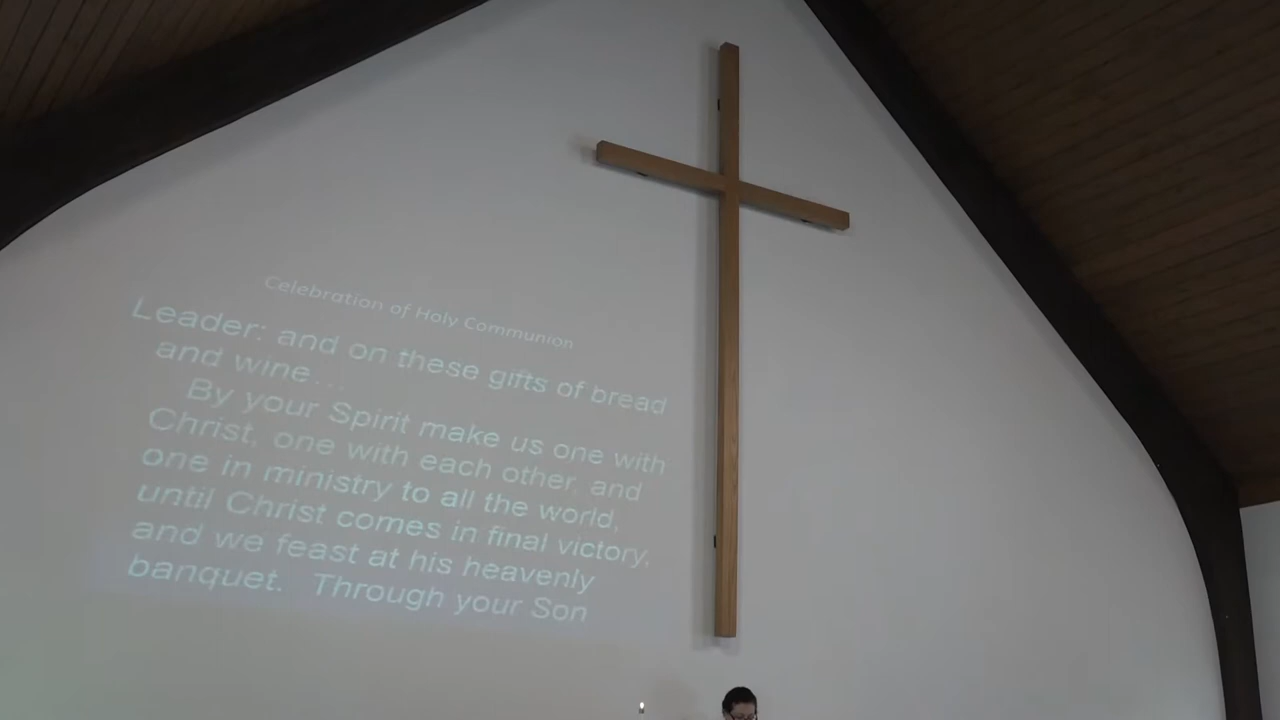 Celebration of Holy Communion
Leader: and on these gifts of bread
and wine...
By your Spirit make us one with
Christ, one with each other, and
one in ministry to all the world,
until Christ comes in final victory,
and we feast at his heavenly
banquet. Through your Son